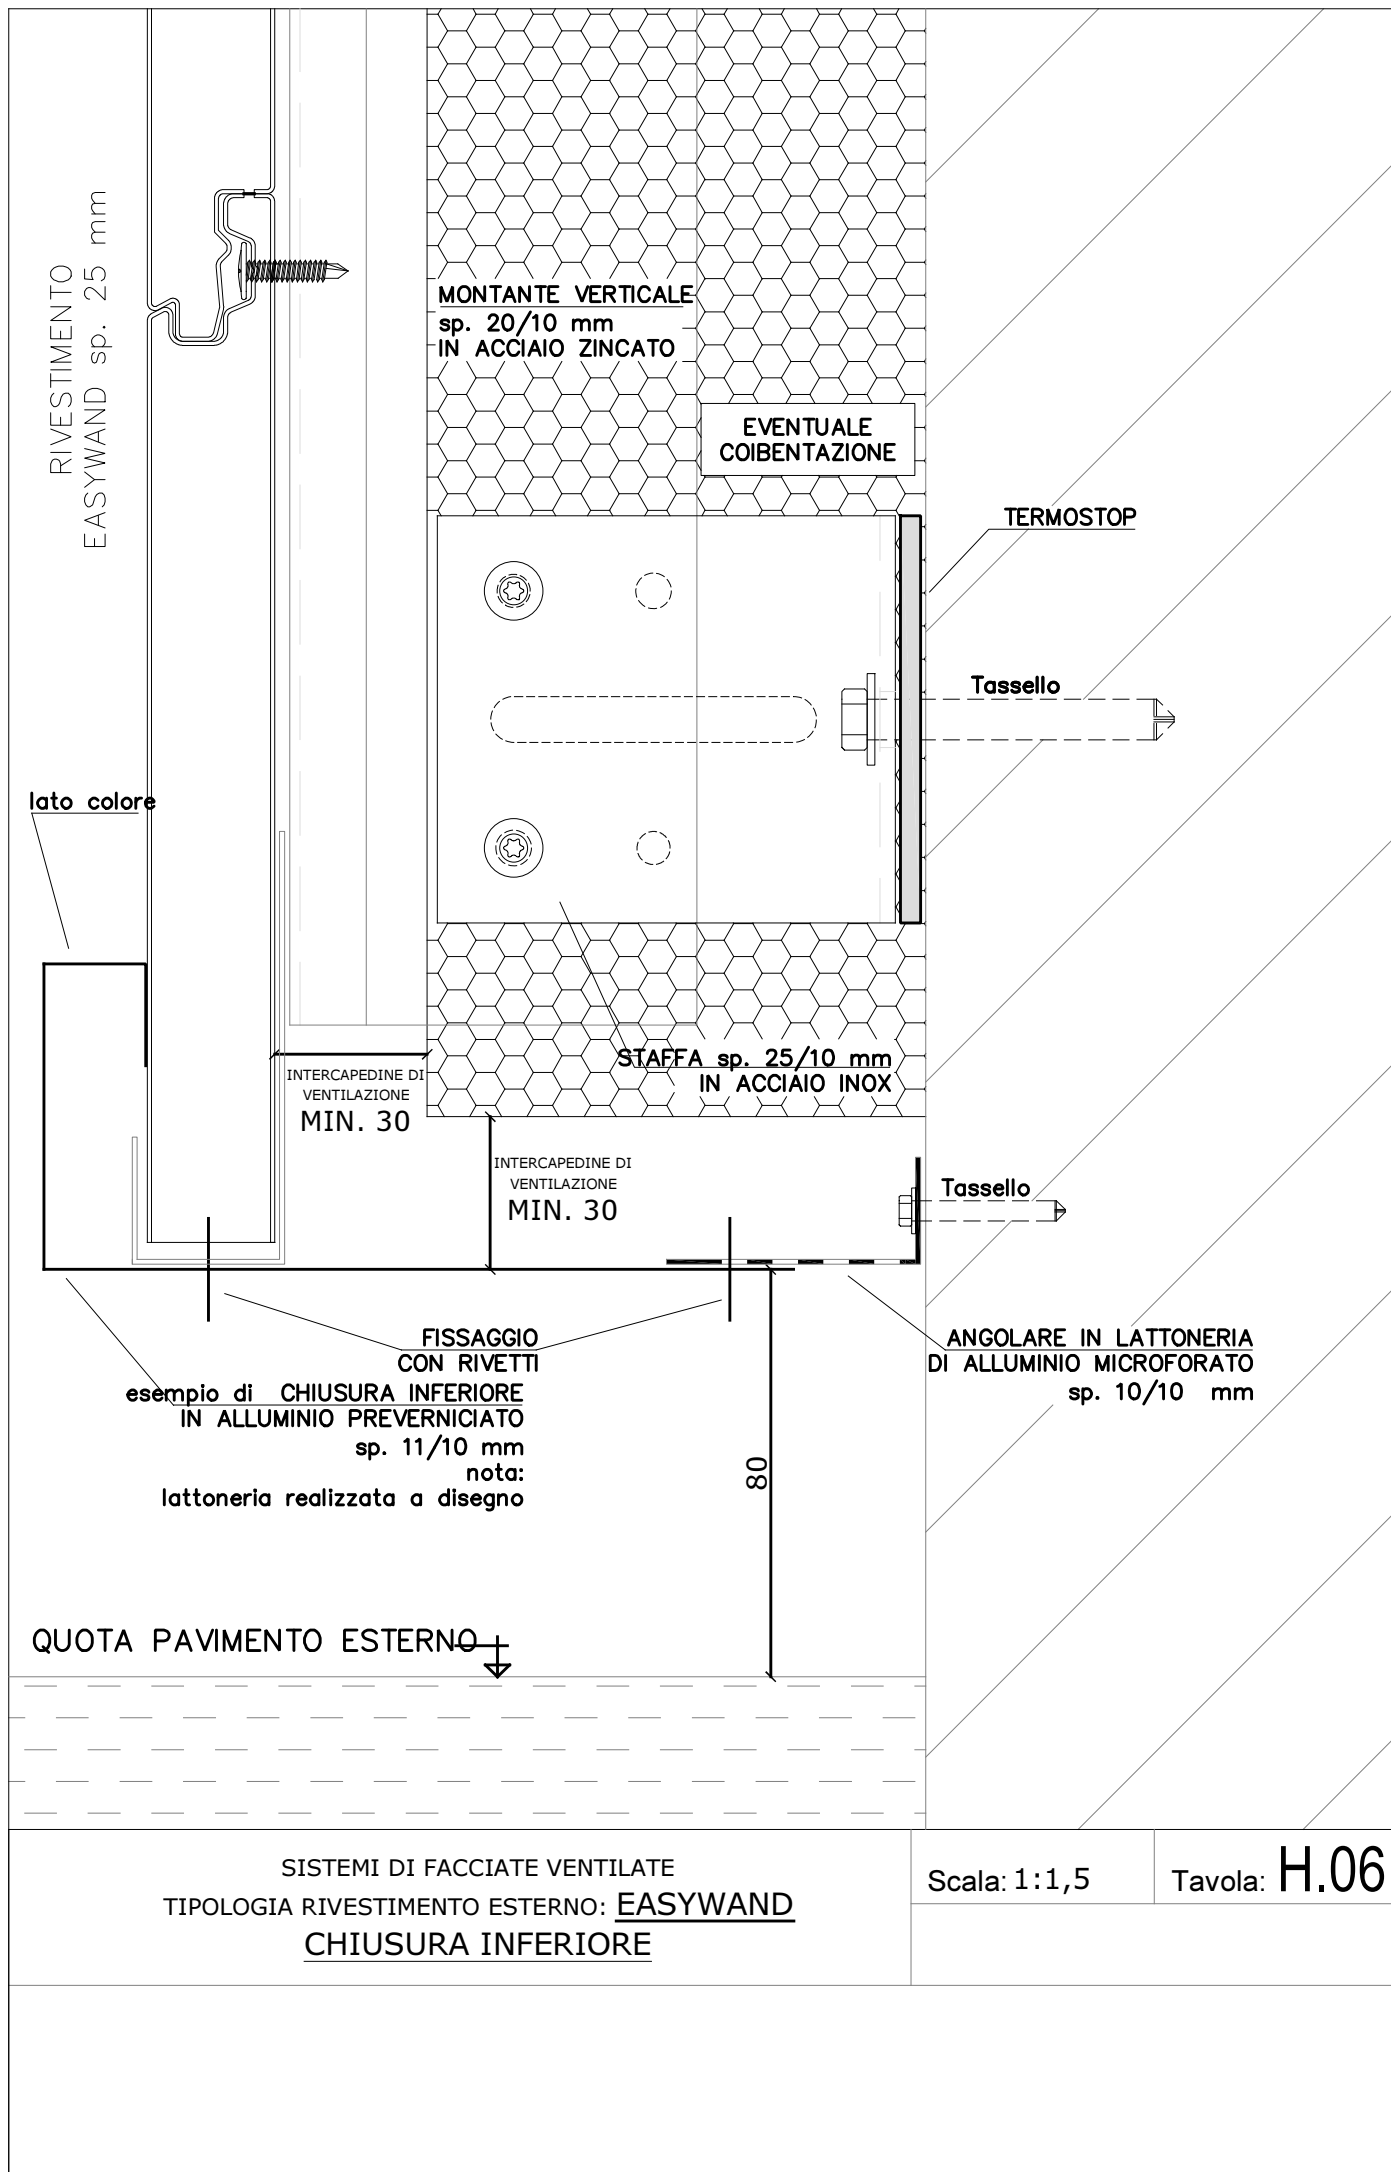 RIVESTIMENTO
EASYWAND sp. 25 mm
MONTANTE VERTICALE
sp. 20/10 mm
IN ACCIAIO ZINCATO
EVENTUALE
COIBENTAZIONE
TERMOSTOP
Tassello
lato colore
STAFFA sp. 25/10 mm
IN ACCIAIO INOX
INTERCAPEDINE DI
VENTILAZIONE
MIN. 30
INTERCAPEDINE DI
VENTILAZIONE
MIN. 30
Tassello
FISSAGGIO
CON RIVETTI
esempio di CHIUSURA INFERIORE
IN ALLUMINIO PREVERNICIATO
sp. 11/10 mm
nota:
lattoneria realizzata a disegno
ANGOLARE IN LATTONERIA
DI ALLUMINIO MICROFORATO
sp. 10/10 mm
80
QUOTA PAVIMENTO ESTERNO
SISTEMI DI FACCIATE VENTILATE
TIPOLOGIA RIVESTIMENTO ESTERNO: EASYWAND
CHIUSURA INFERIORE
Scala: 1:1,5
Tavola: H.06